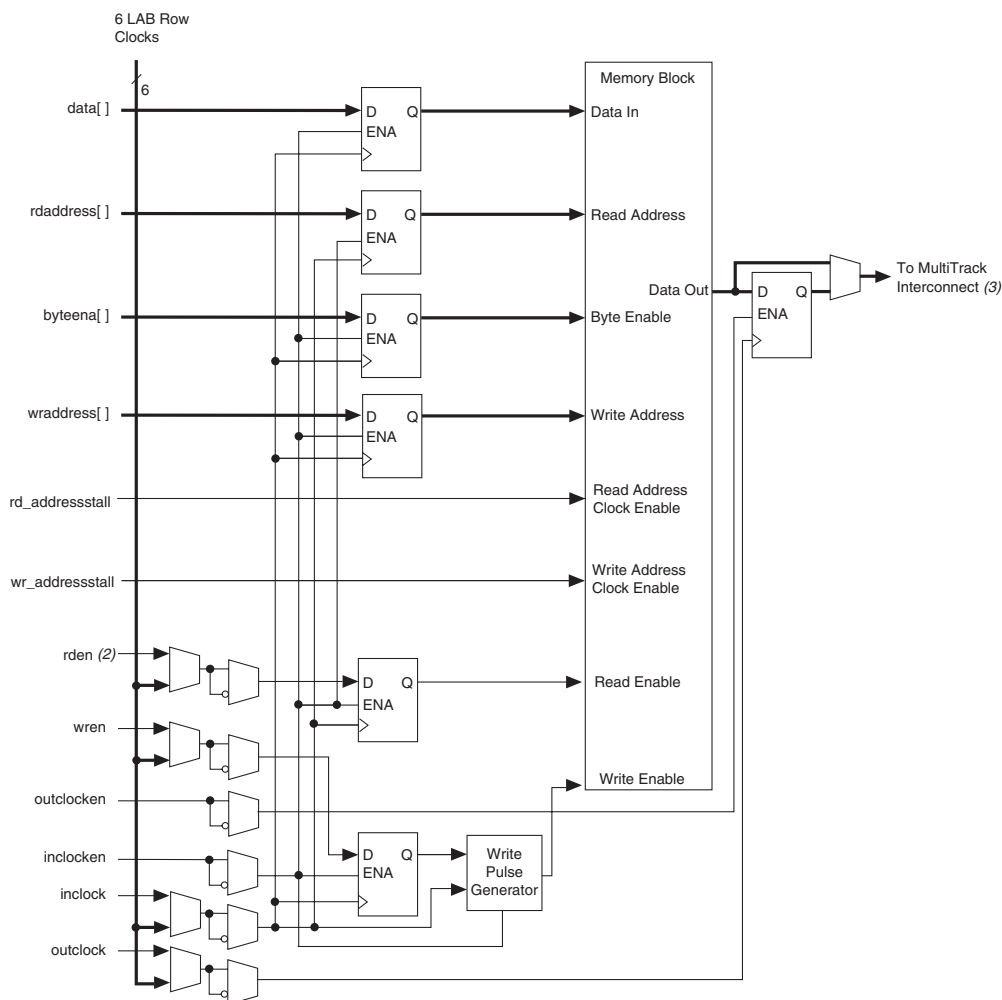 6 LAB Row
Clocks
6
Memory Block
data[ ]
D Q
ENA
Data In
rdaddress[ ]
D Q
ENA
Read Address
Data Out
To MultiTrack
Interconnect (3)
D Q
ENA
byteena[ ]
D Q
ENA
Byte Enable
wraddress[ ]
D Q
ENA
Write Address
rd_addressstall
Read Address
Clock Enable
wr_addressstall
Write Address
Clock Enable
rden (2)
D Q
ENA
Read Enable
wren
Write Enable
outclocken
inclocken
D Q
ENA
Write
Pulse
Generator
inclock
outclock